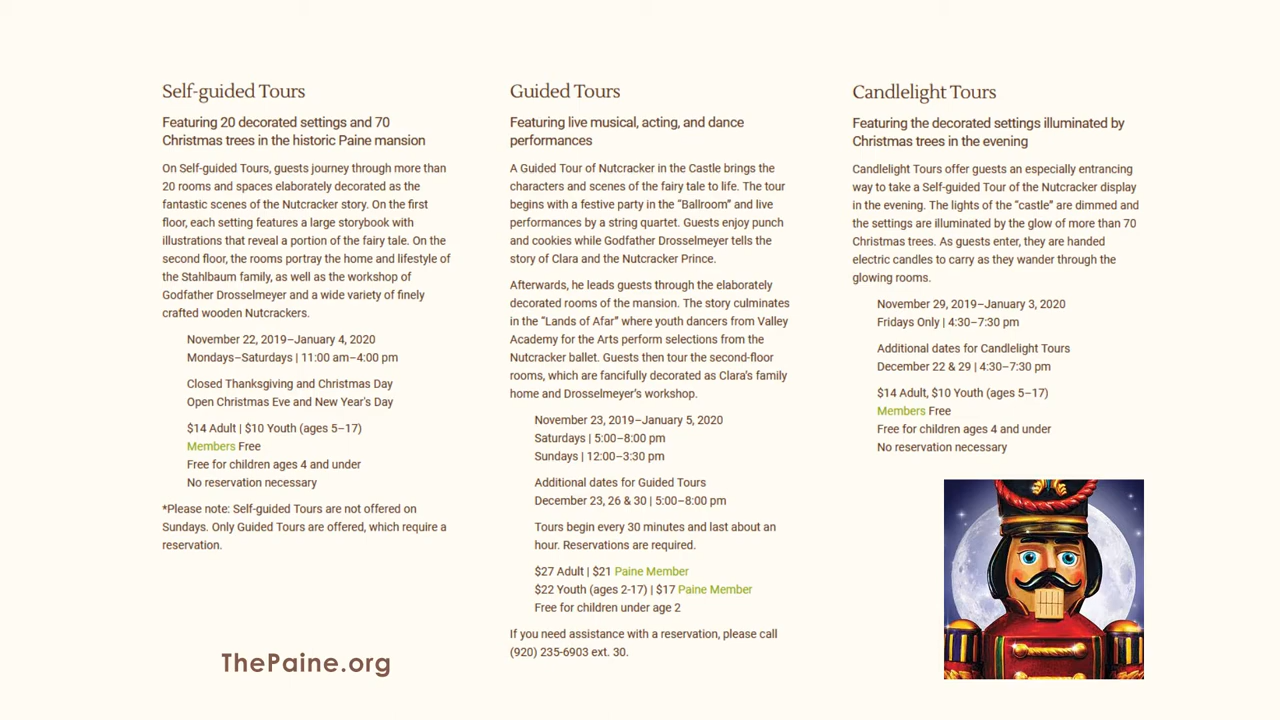 Self-guided Tours
Featuring 20 decorated settings and 70
Christmas trees in the historic Paine mansion
On Self-guided Tours, guests journey through more than
20 rooms and spaces elaborately decorated as the
fantastic scenes of the Nutcracker story. On the first
floor, each setting features a large storybook with
illustrations that reveal a portion of the fairy tale. On the
second floor, the rooms portray the home and lifestyle of
the Stahlbaum family, as well as the workshop of
Godfather Drosselmeyer and a wide variety of finely
crafted wooden Nutcrackers.
November 22, 2019–January 4, 2020
Mondays–Saturdays | 11:00 am–4:00 pm
Closed Thanksgiving and Christmas Day
Open Christmas Eve and New Year's Day
$14 Adult | $10 Youth (ages 5–17)
Members Free
Free for children ages 4 and under
No reservation necessary
*Please note: Self-guided Tours are not offered on
Sundays. Only Guided Tours are offered, which require a
reservation.
ThePaine.org
Guided Tours
Featuring live musical, acting, and dance
performances
A Guided Tour of Nutcracker in the Castle brings the
characters and scenes of the fairy tale to life. The tour
begins with a festive party in the “Ballroom” and live
performances by a string quartet. Guests enjoy punch
and cookies while Godfather Drosselmeyer tells the
story of Clara and the Nutcracker Prince.
Afterwards, he leads guests through the elaborately
decorated rooms of the mansion. The story culminates
in the “Lands of Afar” where youth dancers from Valley
Academy for the Arts perform selections from the
Nutcracker ballet. Guests then tour the second-floor
rooms, which are fancifully decorated as Clara’s family
home and Drosselmeyer’s workshop.
November 23, 2019–January 5, 2020
Saturdays | 5:00–8:00 pm
Sundays | 12:00–3:30 pm
Additional dates for Guided Tours
December 23, 26 & 30 | 5:00–8:00 pm
Tours begin every 30 minutes and last about an
hour. Reservations are required.
$27 Adult | $21 Paine Member
$22 Youth (ages 2-17) | $17 Paine Member
Free for children under age 2
If you need assistance with a reservation, please call
(920) 235-6903 ext. 30.
Candlelight Tours
Featuring the decorated settings illuminated by
Christmas trees in the evening
Candlelight Tours offer guests an especially entrancing
way to take a Self-guided Tour of the Nutcracker display
in the evening. The lights of the “castle” are dimmed and
the settings are illuminated by the glow of more than 70
Christmas trees. As guests enter, they are handed
electric candles to carry as they wander through the
glowing rooms.
November 29, 2019–January 3, 2020
Fridays Only | 4:30–7:30 pm
Additional dates for Candlelight Tours
December 22 & 29 | 4:30–7:30 pm
$14 Adult, $10 Youth (ages 5–17)
Members Free
Free for children ages 4 and under
No reservation necessary